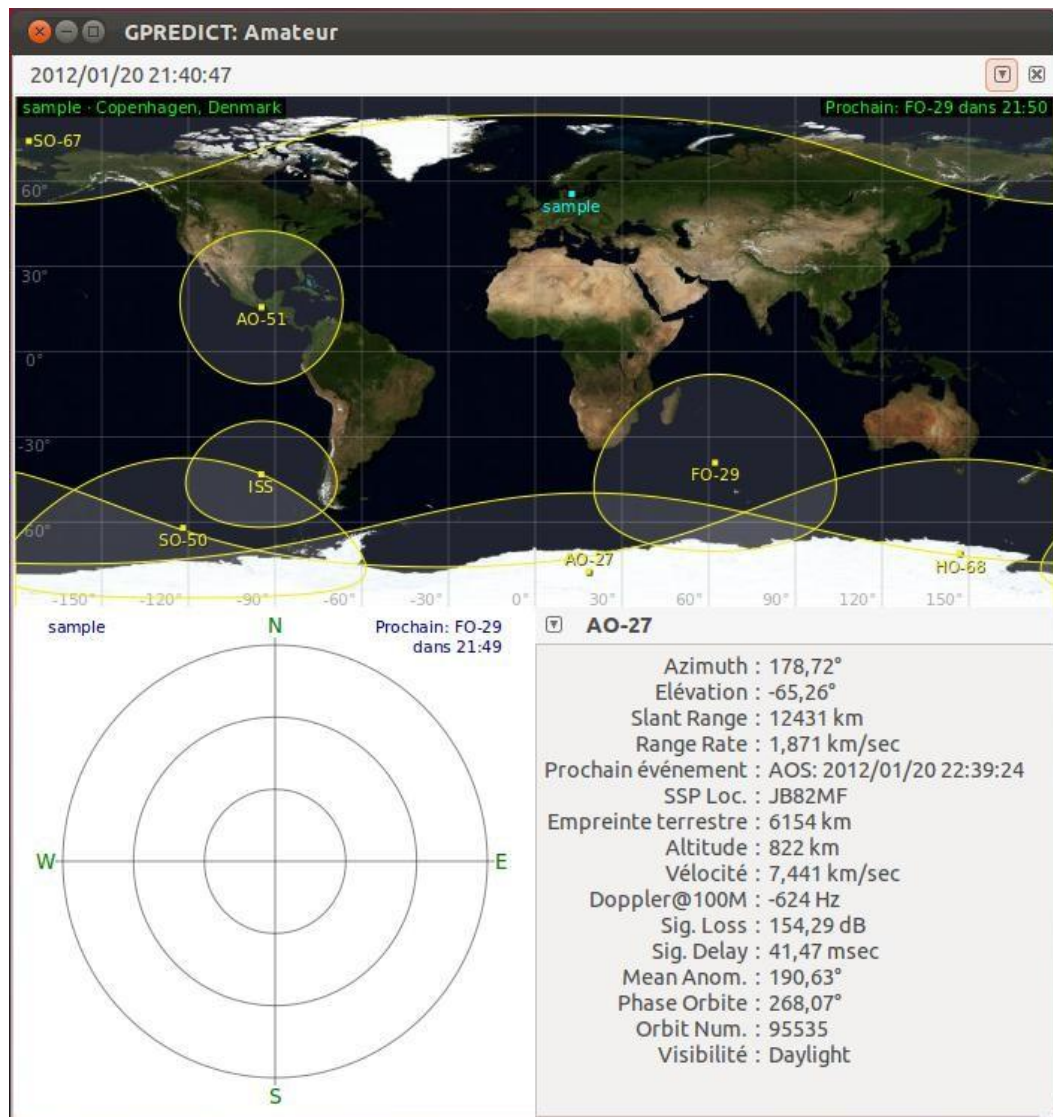 GPREDICT: Amateur
2012/01/20 21:40:47
sample · Copenhagen, Denmark
Prochain: FO-29 dans 21:50
SO-67
60°
sample
30°
AO-51
0°
-30°
FO-29
ISS
-60°
SO-50
AO-27
HO-68
-150° -120° -90° -60° -30° 0° 30° 60° 90° 120° 150°
sample
N
Prochain: FO-29
dans 21:49
W
E
S
AO-27
Azimuth : 178,72°
Elévation : -65,26°
Slant Range : 12431 km
Range Rate : 1,871 km/sec
Prochain événement : AOS: 2012/01/20 22:39:24
SSP Loc. : JB82MF
Empreinte terrestre : 6154 km
Altitude : 822 km
Vélocité : 7,441 km/sec
Doppler@100M : -624 Hz
Sig. Loss : 154,29 dB
Sig. Delay : 41,47 msec
Mean Anom. : 190,63°
Phase Orbite : 268,07°
Orbit Num. : 95535
Visibilité : Daylight